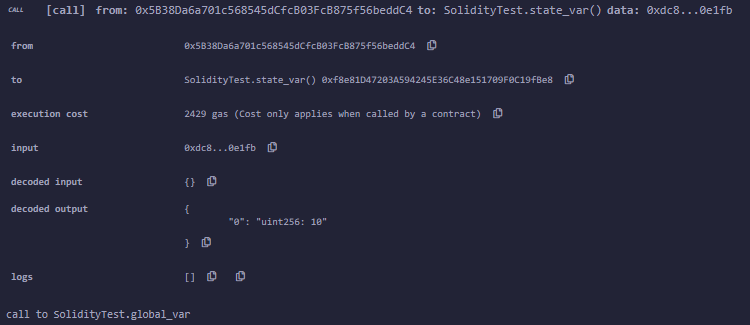 CALL [call] from: 0x5B38Da6a701c568545dCfcB03FcB875f56beddC4 to: SolidityTest.state_var() data: 0xdc8...0e1fb
from 0x5B38Da6a701c568545dCfcB03FcB875f56beddC4
to SolidityTest.state_var() 0xf8e81D47203A594245E36C48e151709F0C19fBe8
execution cost 2429 gas (Cost only applies when called by a contract)
input 0xdc8...0e1fb
decoded input {}
decoded output {
"0": "uint256: 10"
}
logs []
call to SolidityTest.global_var